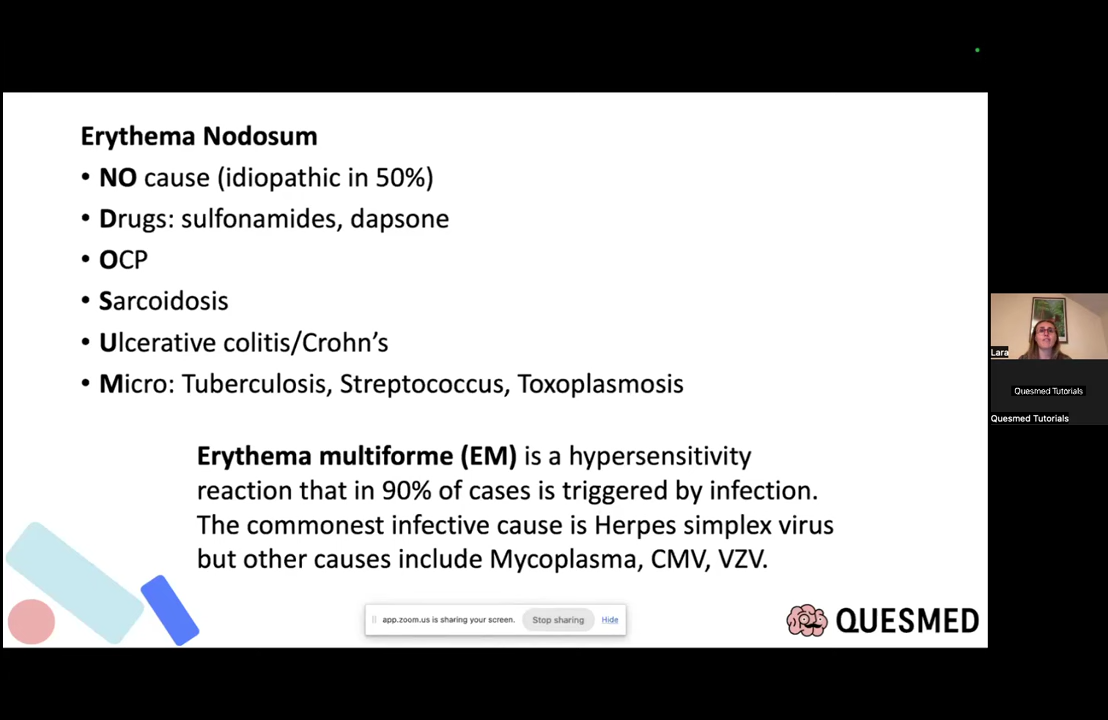 Erythema Nodosum
• NO cause (idiopathic in 50%)
• Drugs: sulfonamides, dapsone
• OCP
• Sarcoidosis
• Ulcerative colitis/Crohn's
• Micro: Tuberculosis, Streptococcus, Toxoplasmosis
Erythema multiforme (EM) is a hypersensitivity
reaction that in 90% of cases is triggered by infection.
The commonest infective cause is Herpes simplex virus
but other causes include Mycoplasma, CMV, VZV.
app.zoom.us is sharing your screen. Stop sharing Hide
QUESMED
Lara
Quesmed Tutorials
Quesmed Tutorials